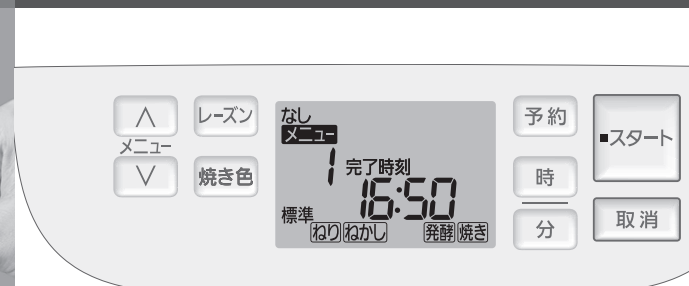 メニュー
レーズン
焼き色
なし
メニュー
1 完了時刻
16:50
標準
ねり ねかし 発酵 焼き
予約
時
分
■スタート
取消